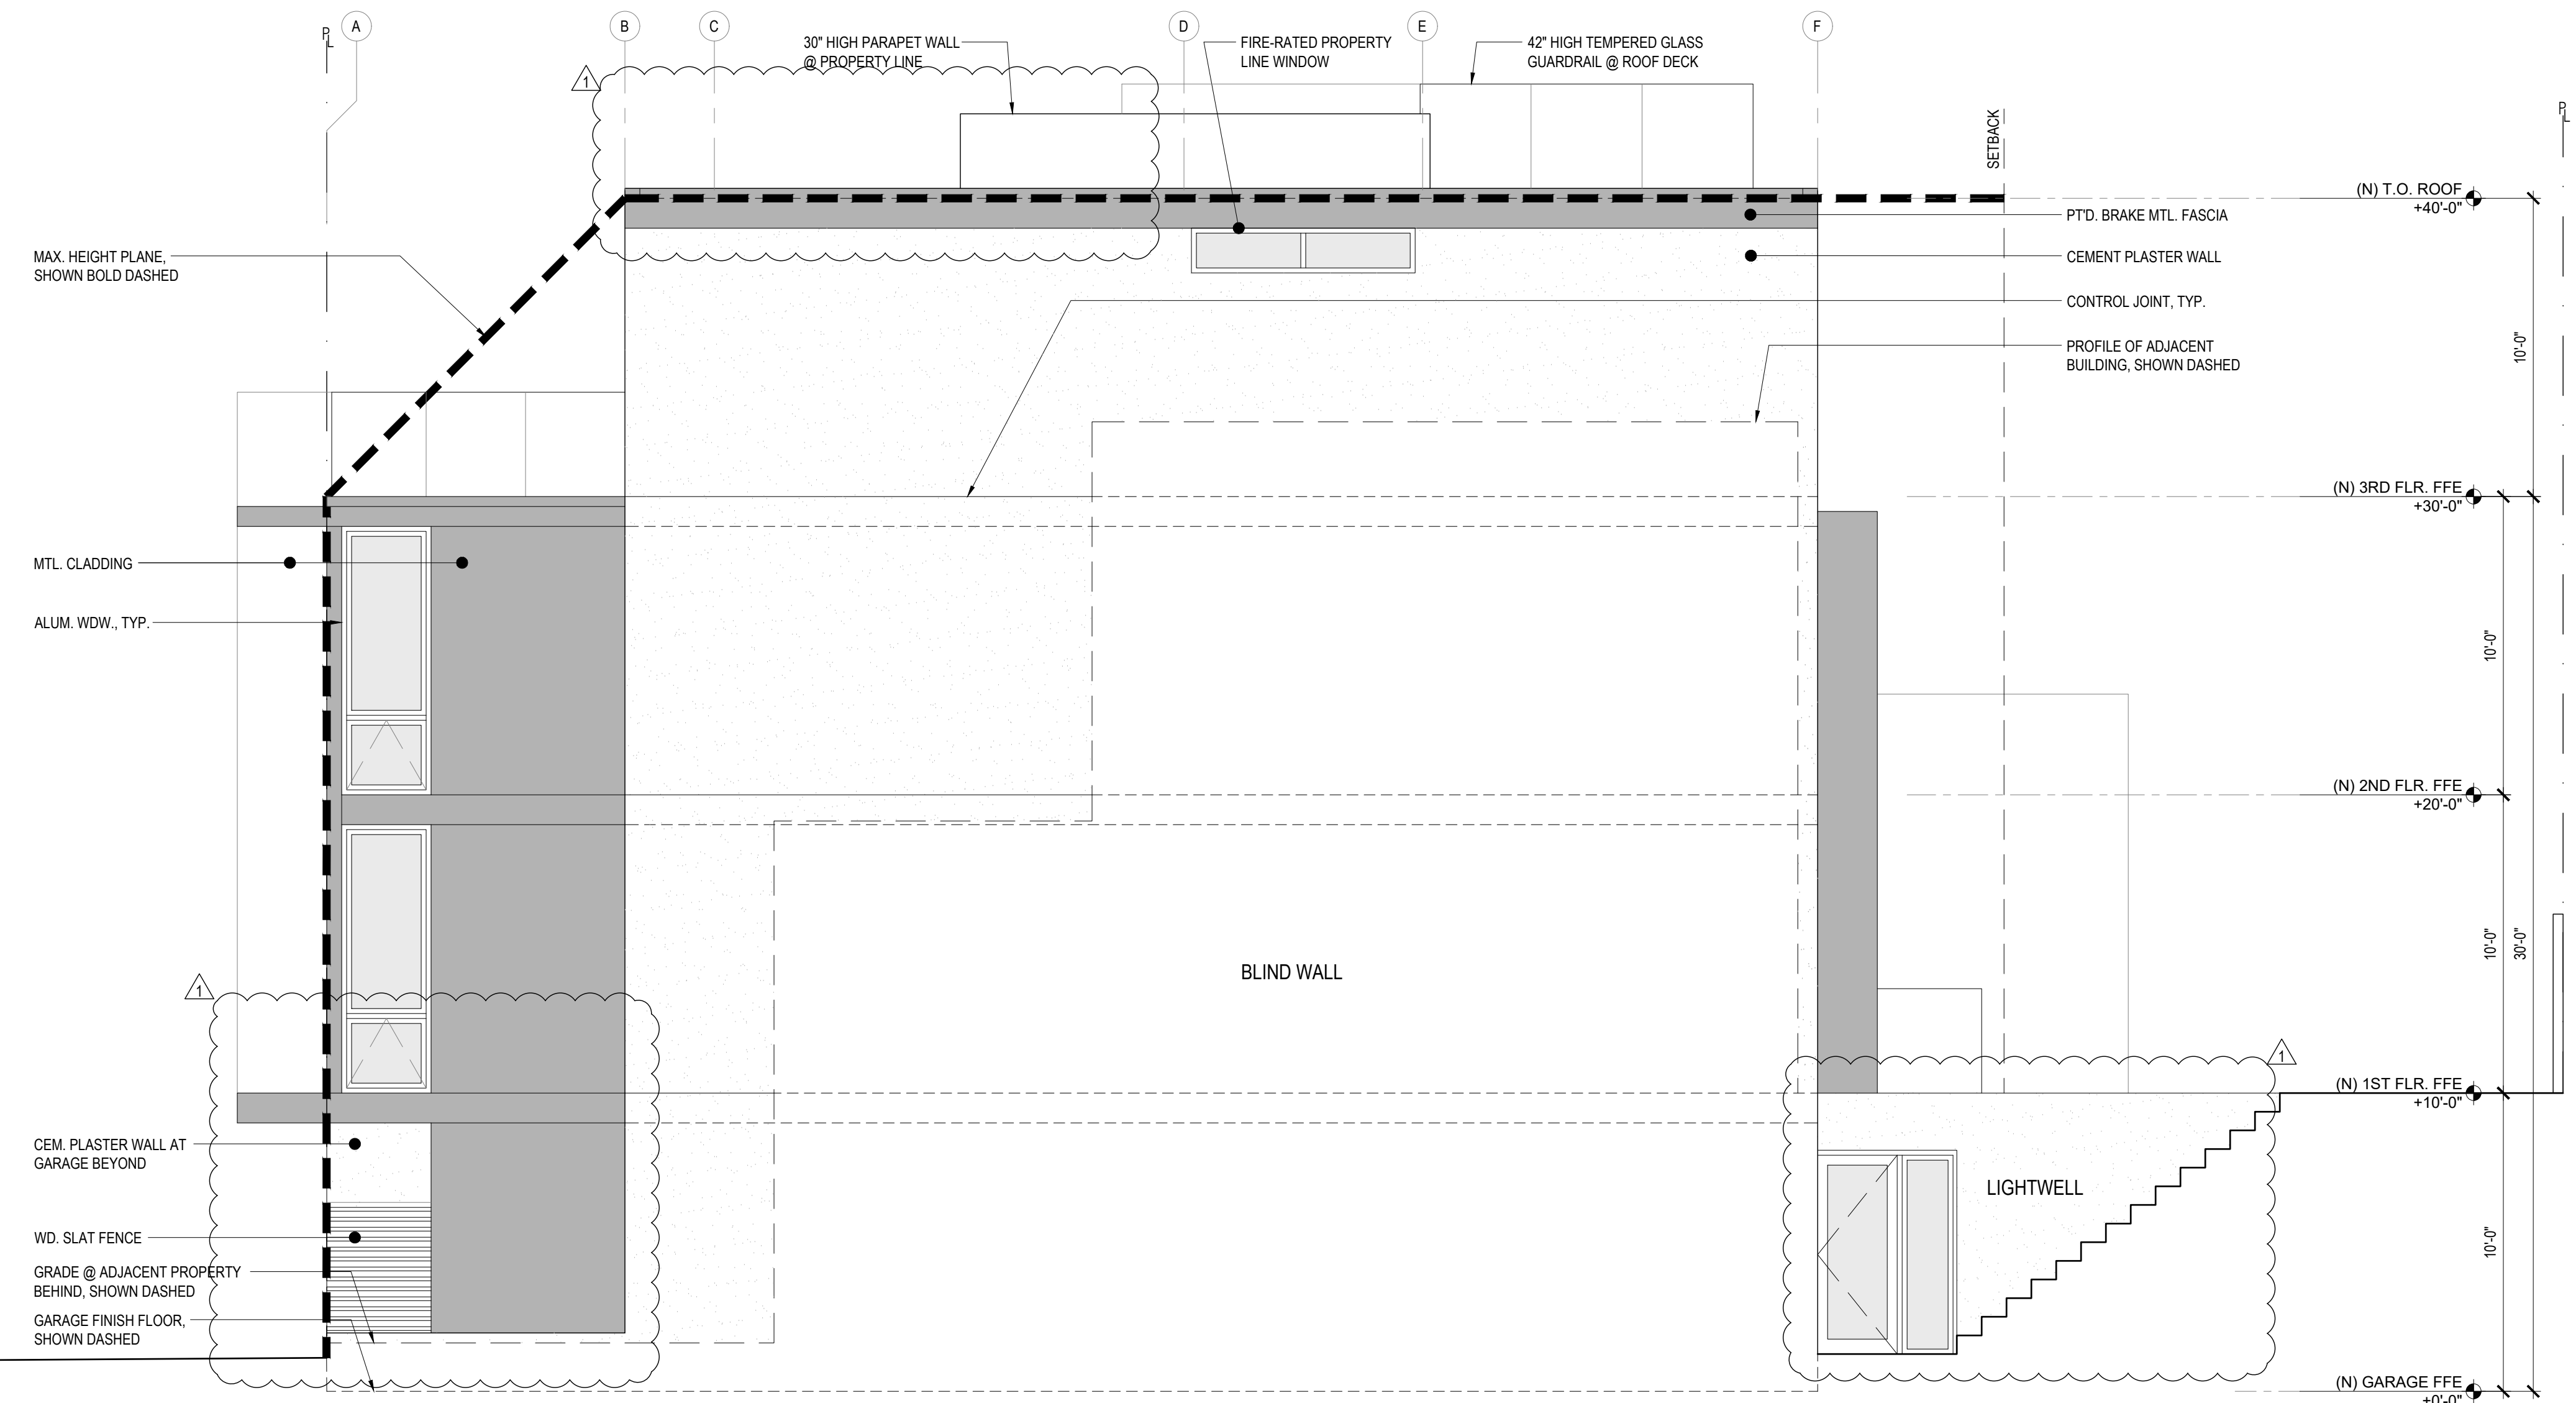 A
B
C
D
E
F
PL
30" HIGH PARAPET WALL
@ PROPERTY LINE
FIRE-RATED PROPERTY
LINE WINDOW
42" HIGH TEMPERED GLASS
GUARDRAIL @ ROOF DECK
1
SETBACK
PL
(N) T.O. ROOF
+40'-0"
PT'D. BRAKE MTL. FASCIA
CEMENT PLASTER WALL
CONTROL JOINT, TYP.
PROFILE OF ADJACENT
BUILDING, SHOWN DASHED
10'-0"
MAX. HEIGHT PLANE,
SHOWN BOLD DASHED
(N) 3RD FLR. FFE
+30'-0"
MTL. CLADDING
ALUM. WDW., TYP.
10'-0"
(N) 2ND FLR. FFE
+20'-0"
BLIND WALL
10'-0"
30'-0"
1
1
(N) 1ST FLR. FFE
+10'-0"
CEM. PLASTER WALL AT
GARAGE BEYOND
LIGHTWELL
WD. SLAT FENCE
10'-0"
GRADE @ ADJACENT PROPERTY
BEHIND, SHOWN DASHED
GARAGE FINISH FLOOR,
SHOWN DASHED
(N) GARAGE FFE
+0'-0"